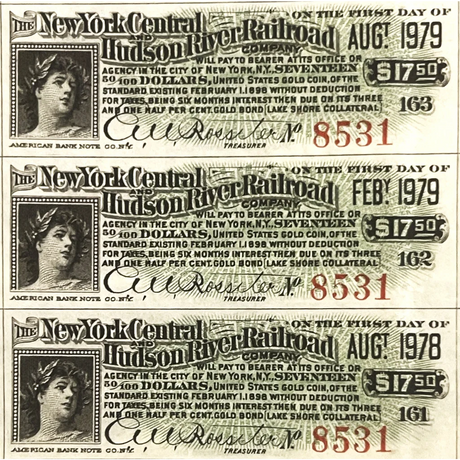 ON THE FIRST DAY OF
THE New York Central
AND
Hudson River Railroad
COMPANY
AUGT. 1979
WILL PAY TO BEARER AT ITS OFFICE OR
AGENCY IN THE CITY OF NEW YORK, N.Y. SEVENTEEN
$17 50
50/100 DOLLARS, UNITED STATES GOLD COIN, OF THE
STANDARD EXISTING FEBRUARY 1. 1898 WITHOUT DEDUCTION
FOR TAXES, BEING SIX MONTHS INTEREST THEN DUE ON ITS THREE
163
AND ONE HALF PER CENT. GOLD BOND (LAKE SHORE COLLATERAL)
Rossiter No. 8531
TREASURER
AMERICAN BANK NOTE CO. N.Y.
ON THE FIRST DAY OF
THE New York Central
AND
Hudson River Railroad
COMPANY
FEBY. 1979
WILL PAY TO BEARER AT ITS OFFICE OR
AGENCY IN THE CITY OF NEW YORK, N.Y. SEVENTEEN
$17 50
50/100 DOLLARS, UNITED STATES GOLD COIN, OF THE
STANDARD EXISTING FEBRUARY 1. 1898 WITHOUT DEDUCTION
FOR TAXES, BEING SIX MONTHS INTEREST THEN DUE ON ITS THREE
162
AND ONE HALF PER CENT. GOLD BOND (LAKE SHORE COLLATERAL)
Rossiter No. 8531
TREASURER
AMERICAN BANK NOTE CO. N.Y.
ON THE FIRST DAY OF
THE New York Central
AND
Hudson River Railroad
COMPANY
AUGT. 1978
WILL PAY TO BEARER AT ITS OFFICE OR
AGENCY IN THE CITY OF NEW YORK, N.Y. SEVENTEEN
$17 50
50/100 DOLLARS, UNITED STATES GOLD COIN, OF THE
STANDARD EXISTING FEBRUARY 1. 1898 WITHOUT DEDUCTION
FOR TAXES, BEING SIX MONTHS INTEREST THEN DUE ON ITS THREE
161
AND ONE HALF PER CENT. GOLD BOND (LAKE SHORE COLLATERAL)
Rossiter No. 8531
TREASURER
AMERICAN BANK NOTE CO. N.Y.